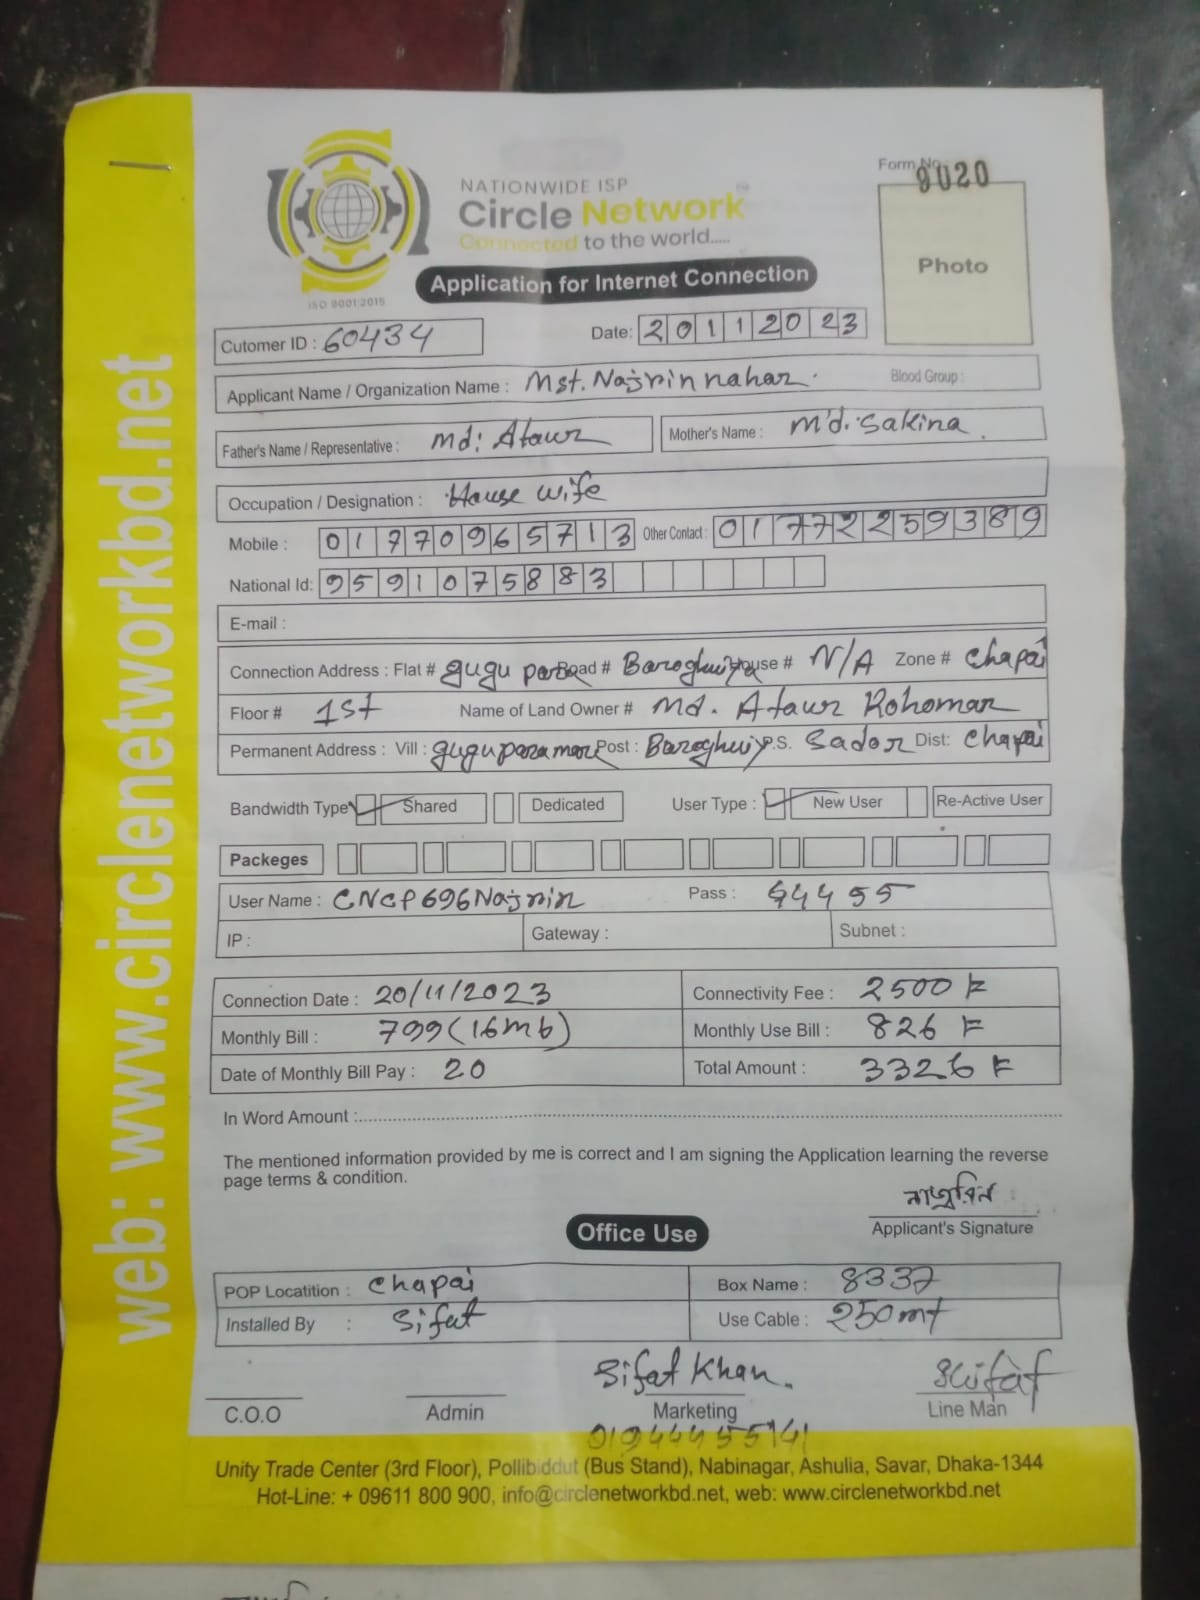 web: www.circlenetworkbd.net
Form No. 9020
NATIONWIDE ISP
Circle Network
Connected to the world.....
ISO 9001:2015
Application for Internet Connection
Photo
Cutomer ID : 60434 Date: 20112023
Applicant Name / Organization Name : Mst. Najnin nahar. Blood Group :
Father's Name / Representative : Md: Ataur Mother's Name : M'd. Sakina
Occupation / Designation : House wife
Mobile : 01770965713 Other Contact : 01772259389
National Id: 9591075883
E-mail :
Connection Address : Flat # gugu para Road # Baroghuiya House # N/A Zone # Chapai
Floor # 1st Name of Land Owner # Md. Ataur Rohoman
Permanent Address : Vill : guguparamore Post : Baroghuiy P.S. Sador Dist: Chapai
Bandwidth Type Shared Dedicated User Type : New User Re-Active User
Packeges
User Name : CNCP696Najnin Pass : 44455
IP : Gateway : Subnet :
Connection Date : 20/11/2023 Connectivity Fee : 2500 ৳
Monthly Bill : 799 (16mb) Monthly Use Bill : 826 ৳
Date of Monthly Bill Pay : 20 Total Amount : 3326 ৳
In Word Amount :
The mentioned information provided by me is correct and I am signing the Application learning the reverse
page terms & condition.
নাজনিন
Applicant's Signature
Office Use
POP Locatition : Chapai Box Name : 8337
Installed By : Sifat Use Cable : 250mt
Sifat Khan. Sifat
C.O.O Admin Marketing Line Man
01944455141
Unity Trade Center (3rd Floor), Pollibiddut (Bus Stand), Nabinagar, Ashulia, Savar, Dhaka-1344
Hot-Line: + 09611 800 900, info@circlenetworkbd.net, web: www.circlenetworkbd.net